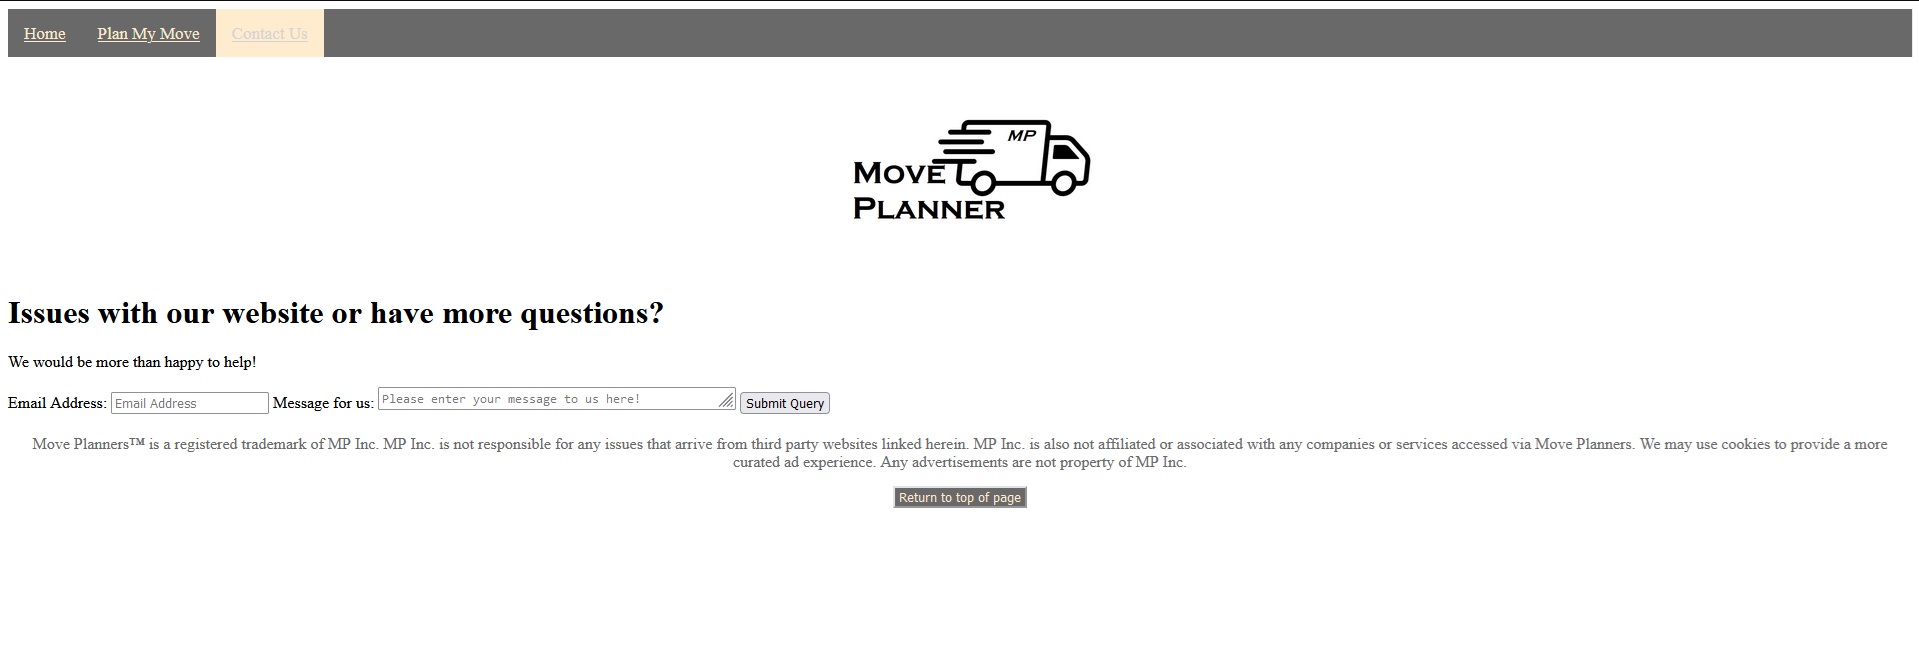 Home Plan My Move Contact Us
MP
MOVE
PLANNER
Issues with our website or have more questions?
We would be more than happy to help!
Email Address: Email Address Message for us: Please enter your message to us here! Submit Query
Move Planners™ is a registered trademark of MP Inc. MP Inc. is not responsible for any issues that arrive from third party websites linked herein. MP Inc. is also not affiliated or associated with any companies or services accessed via Move Planners. We may use cookies to provide a more
curated ad experience. Any advertisements are not property of MP Inc.
Return to top of page